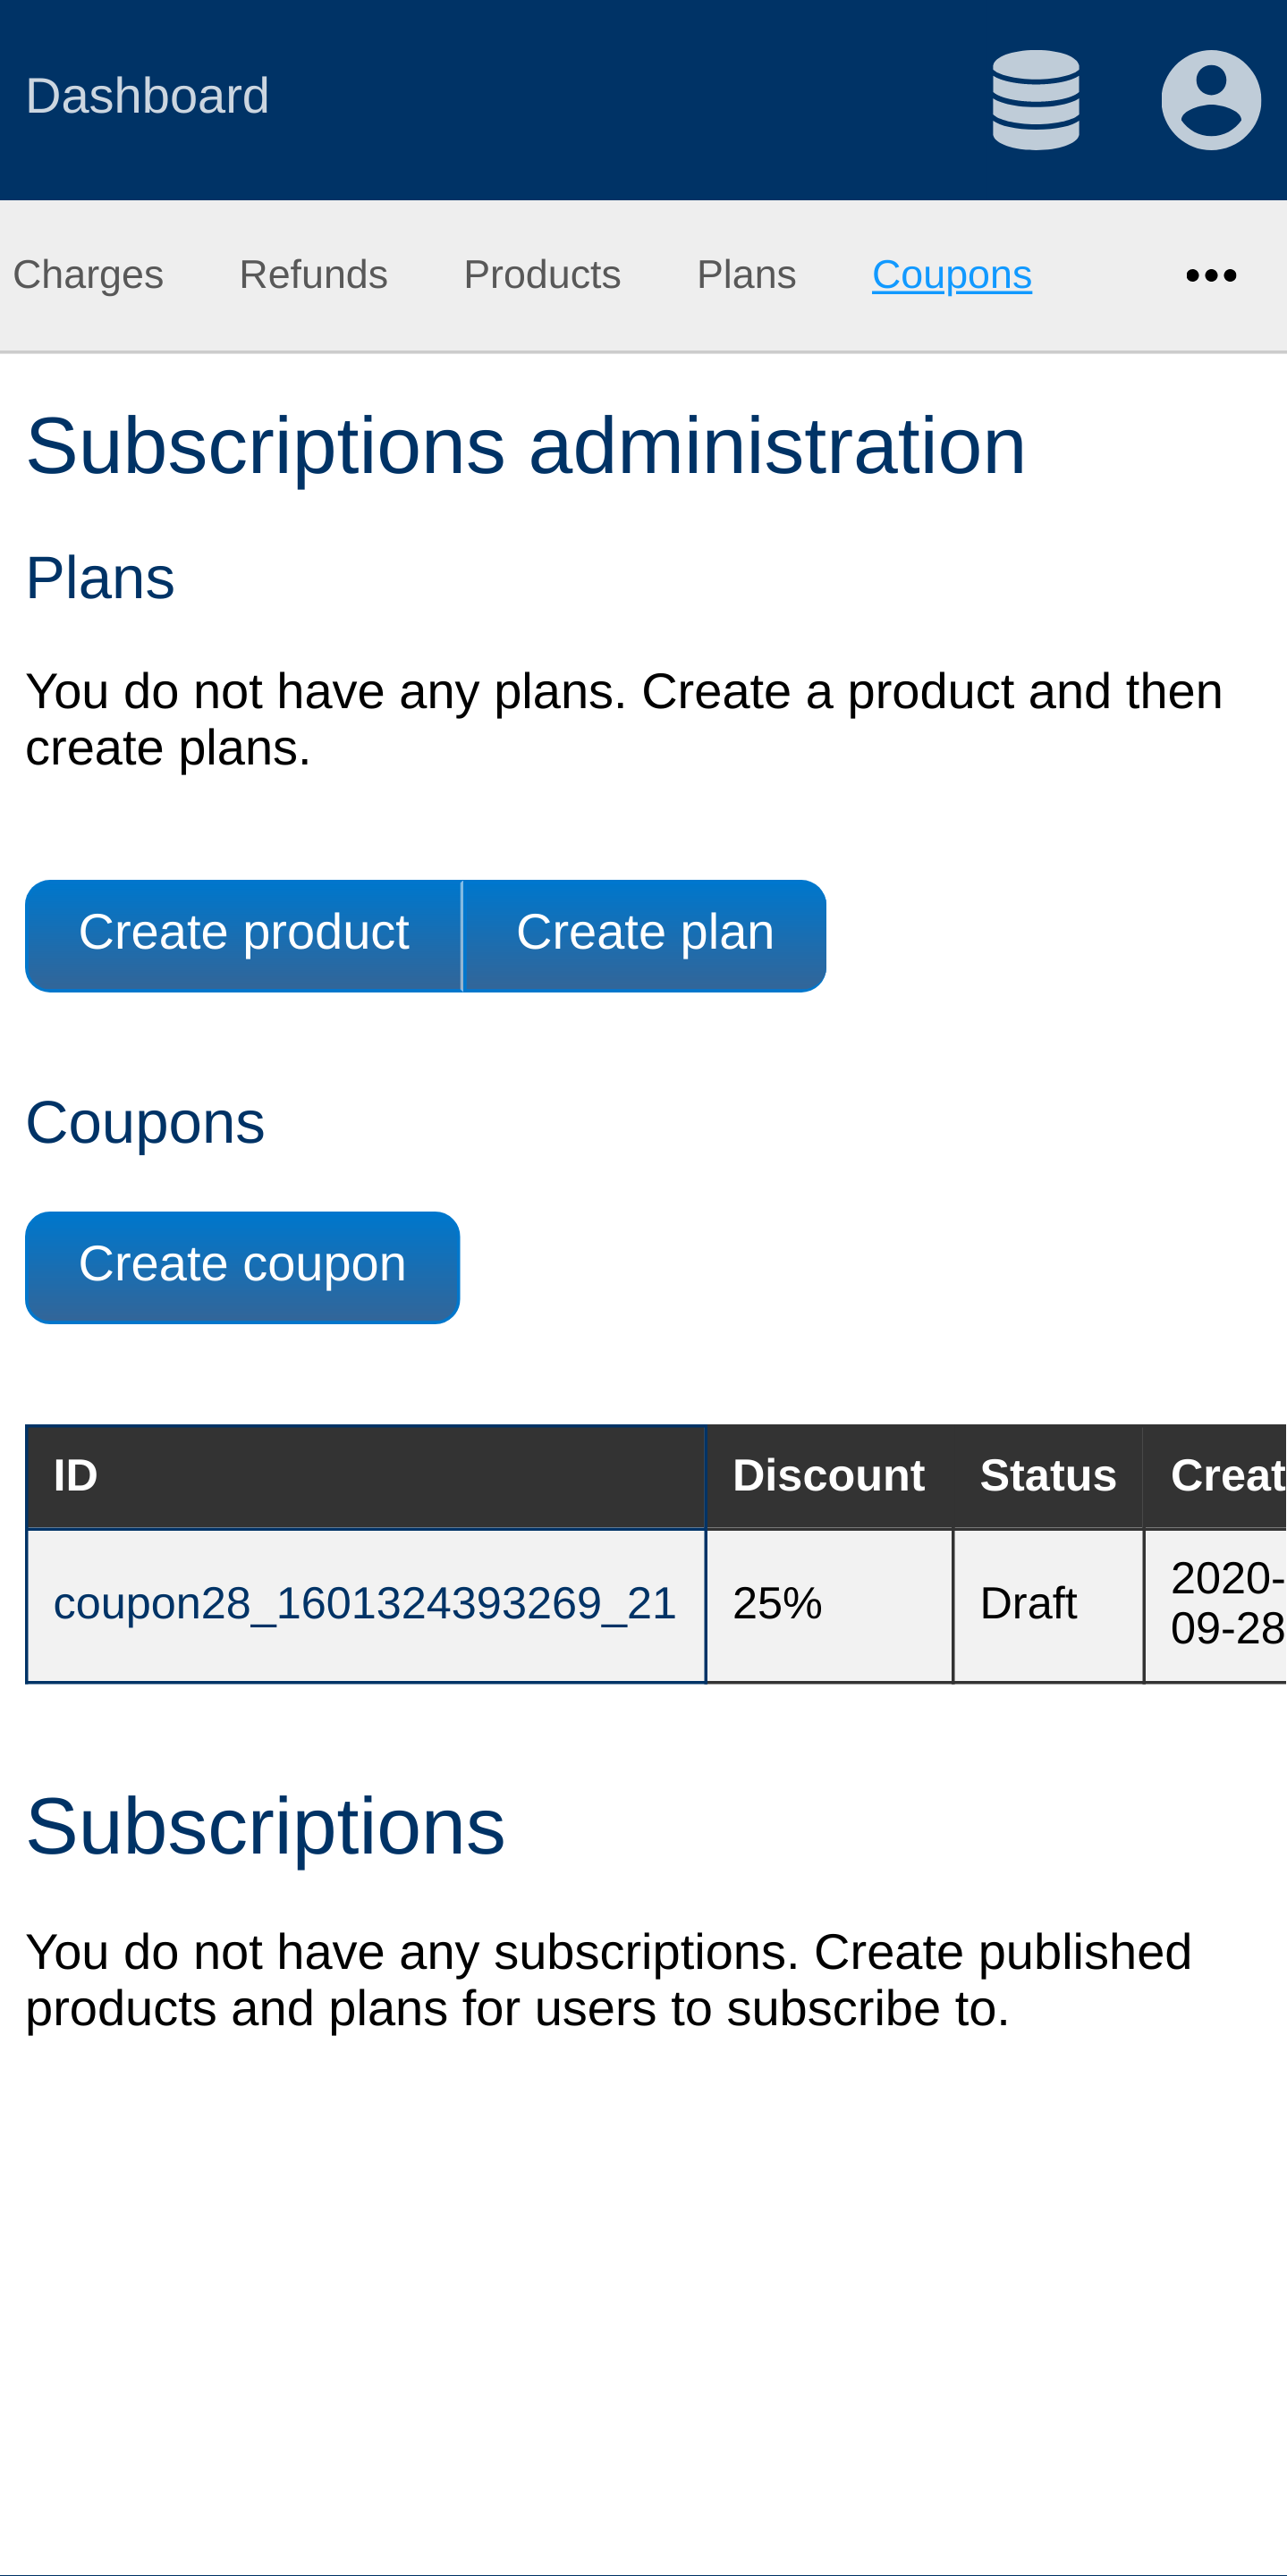 Dashboard
Charges Refunds Products Plans Coupons •••
Subscriptions administration
Plans
You do not have any plans. Create a product and then
create plans.
Create product Create plan
Coupons
Create coupon
ID Discount Status Creat
coupon28_1601324393269_21 25% Draft 2020-
09-28
Subscriptions
You do not have any subscriptions. Create published
products and plans for users to subscribe to.